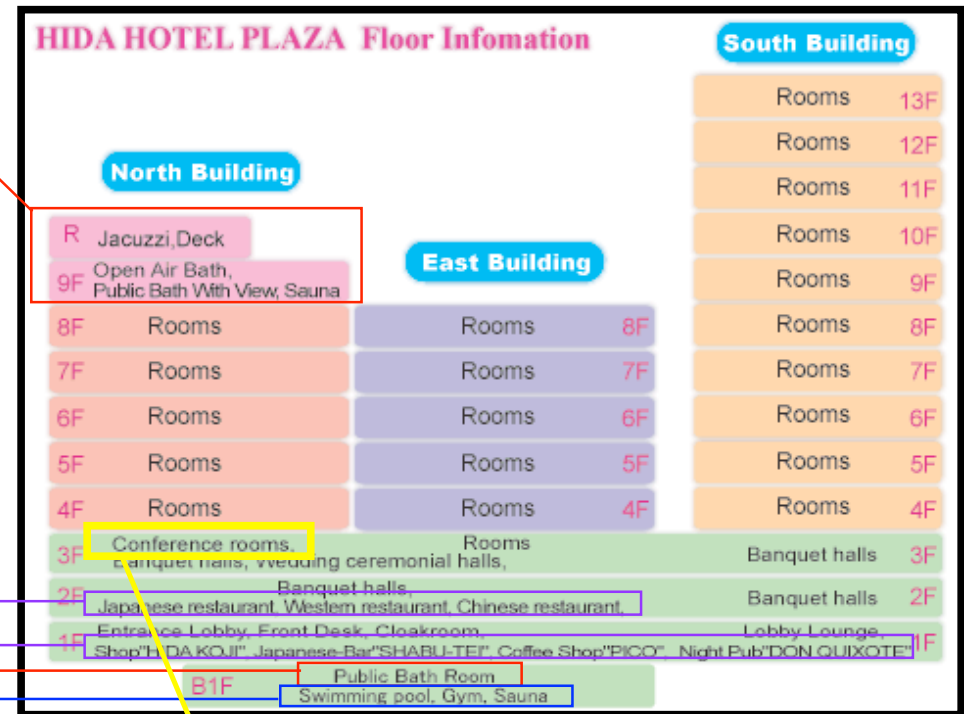 HIDA HOTEL PLAZA Floor Infomation
South Building
Rooms 13F
Rooms 12F
North Building
Rooms 11F
R Jacuzzi,Deck
Rooms 10F
East Building
9F Open Air Bath,
Public Bath With View, Sauna
Rooms 9F
8F Rooms Rooms 8F Rooms 8F
7F Rooms Rooms 7F Rooms 7F
6F Rooms Rooms 6F Rooms 6F
5F Rooms Rooms 5F Rooms 5F
4F Rooms Rooms 4F Rooms 4F
3F Conference rooms, Rooms
Banquet halls, Wedding ceremonial halls, Banquet halls 3F
2F Banquet halls,
Japanese restaurant, Western restaurant, Chinese restaurant, Banquet halls 2F
1F Entrance Lobby, Front Desk, Cloakroom, Lobby Lounge,
Shop"HIDA KOJI", Japanese-Bar"SHABU-TEI", Coffee Shop"PICO", Night Pub"DON QUIXOTE" 1F
B1F Public Bath Room
Swimming pool, Gym, Sauna